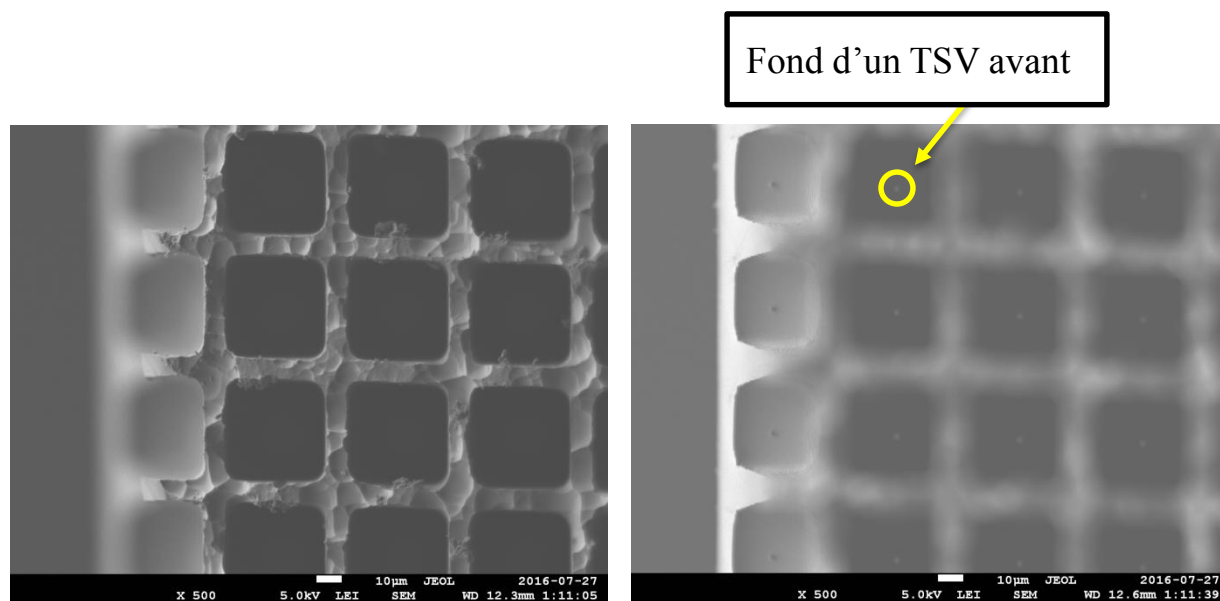 Fond d’un TSV avant
10µm JEOL 2016-07-27
X 500 5.0kV LEI SEM WD 12.3mm 1:11:05
10µm JEOL 2016-07-27
X 500 5.0kV LEI SEM WD 12.6mm 1:11:39